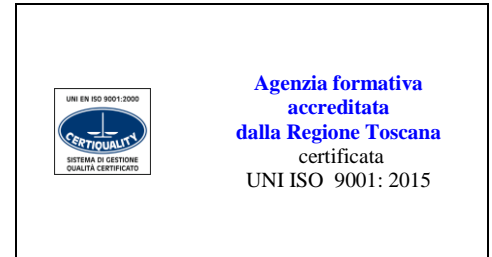 UNI EN ISO 9001:2000
CERTIQUALITY
SISTEMA DI GESTIONE
QUALITÀ CERTIFICATO
Agenzia formativa
accreditata
dalla Regione Toscana
certificata
UNI ISO 9001: 2015